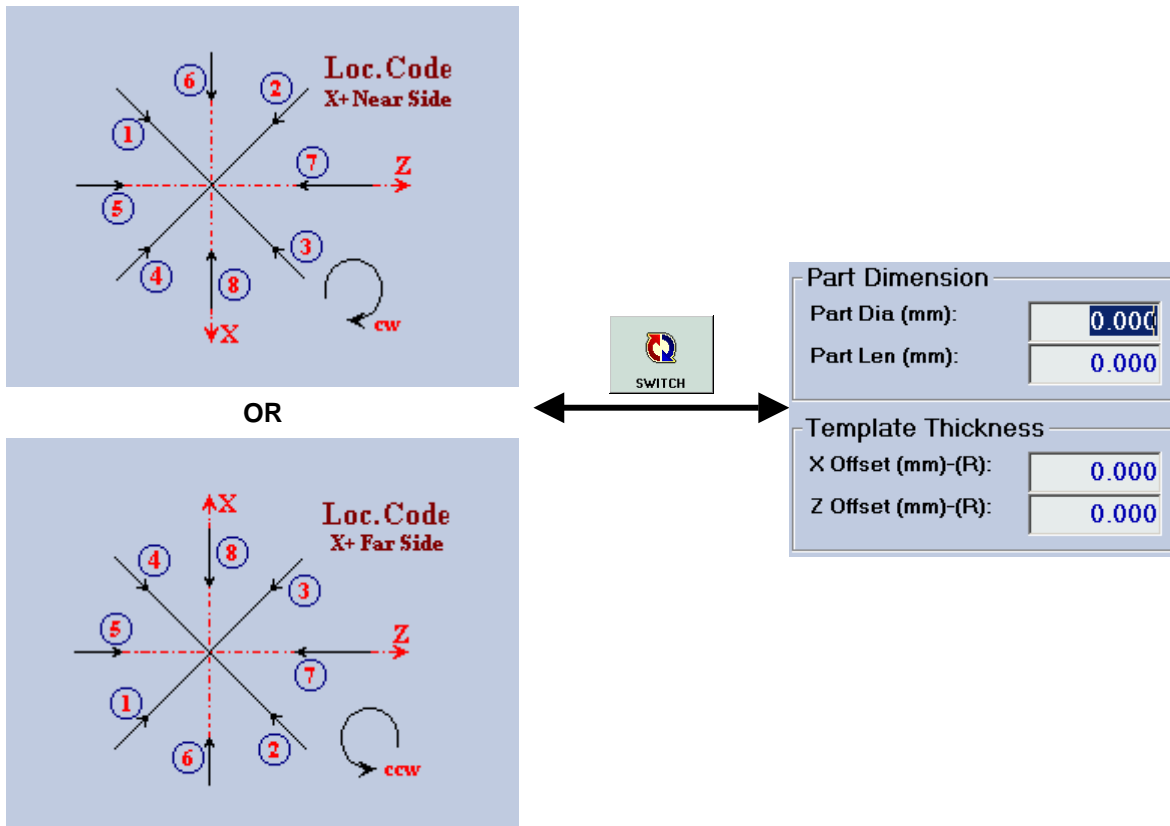 Loc.Code
X+ Near Side
6
2
1
7
Z
5
3
4
8
cw
X
OR
X
Loc.Code
X+ Far Side
4
8
3
5
Z
7
1
6
2
ccw
SWITCH
Part Dimension
Part Dia (mm): 0.000
Part Len (mm): 0.000
Template Thickness
X Offset (mm)-(R): 0.000
Z Offset (mm)-(R): 0.000